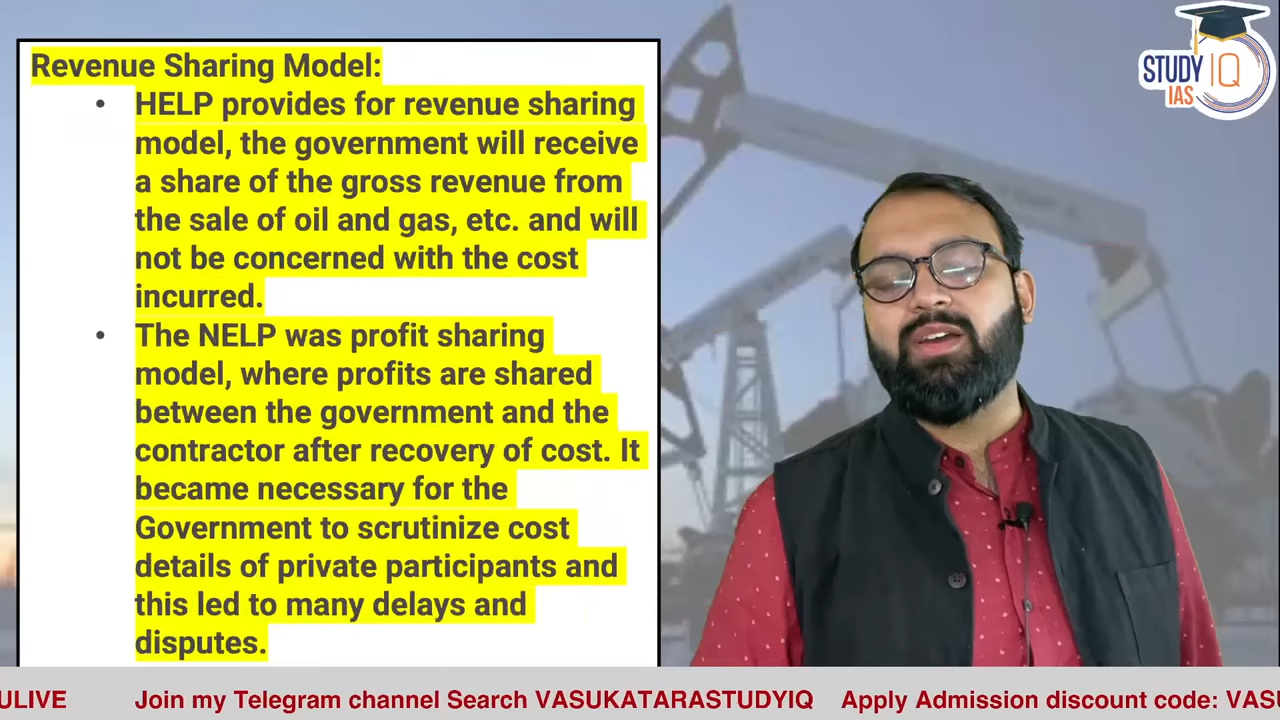 Revenue Sharing Model:
• HELP provides for revenue sharing
model, the government will receive
a share of the gross revenue from
the sale of oil and gas, etc. and will
not be concerned with the cost
incurred.
• The NELP was profit sharing
model, where profits are shared
between the government and the
contractor after recovery of cost. It
became necessary for the
Government to scrutinize cost
details of private participants and
this led to many delays and
disputes.
STUDY IQ
IAS
ULIVE Join my Telegram channel Search VASUKATARASTUDYIQ Apply Admission discount code: VASU